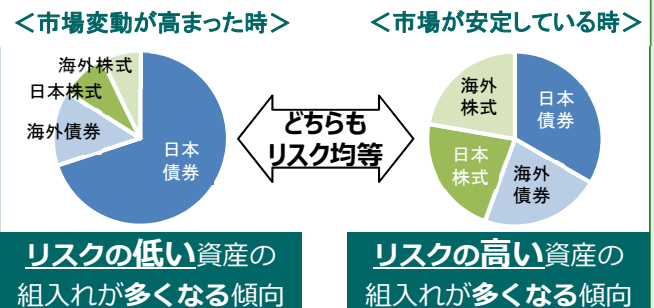 ＜市場変動が高まった時＞
海外株式
日本株式
海外債券
日本
債券
どちらも
リスク均等
＜市場が安定している時＞
海外
株式
日本
債券
日本
株式
海外
債券
リスクの低い資産の
組入れが多くなる傾向
リスクの高い資産の
組入れが多くなる傾向